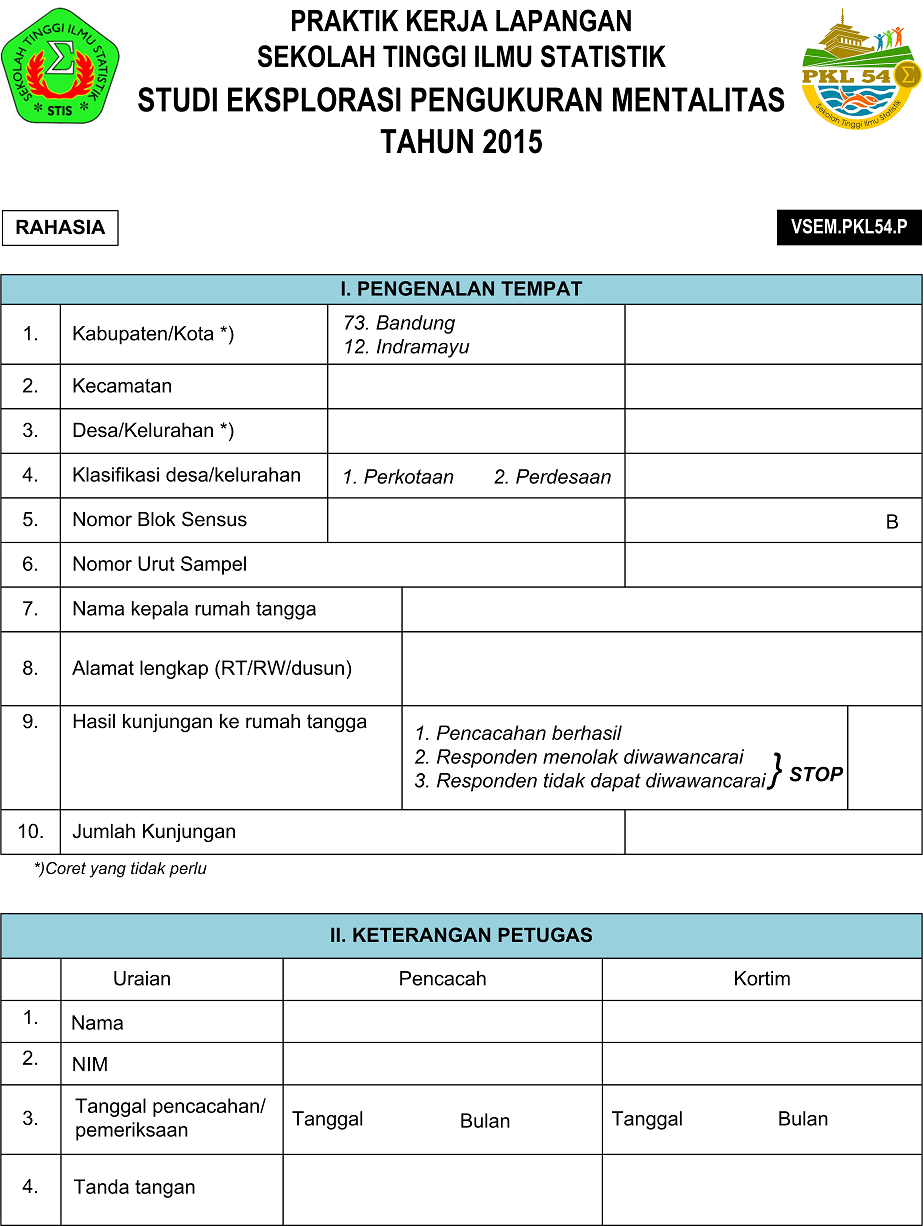 PRAKTIK KERJA LAPANGAN
SEKOLAH TINGGI ILMU STATISTIK
STUDI EKSPLORASI PENGUKURAN MENTALITAS
TAHUN 2015
SEKOLAH TINGGI ILMU STATISTIK
* STIS *
PKL 54
Sekolah Tinggi Ilmu Statistik
RAHASIA
VSEM.PKL54.P
I. PENGENALAN TEMPAT
1. Kabupaten/Kota *) 73. Bandung
12. Indramayu
2. Kecamatan
3. Desa/Kelurahan *)
4. Klasifikasi desa/kelurahan 1. Perkotaan 2. Perdesaan
5. Nomor Blok Sensus B
6. Nomor Urut Sampel
7. Nama kepala rumah tangga
8. Alamat lengkap (RT/RW/dusun)
9. Hasil kunjungan ke rumah tangga
1. Pencacahan berhasil
2. Responden menolak diwawancarai
3. Responden tidak dapat diwawancarai } STOP
10. Jumlah Kunjungan
*)Coret yang tidak perlu
II. KETERANGAN PETUGAS
Uraian Pencacah Kortim
1. Nama
2. NIM
3. Tanggal pencacahan/
pemeriksaan Tanggal Bulan Tanggal Bulan
4. Tanda tangan